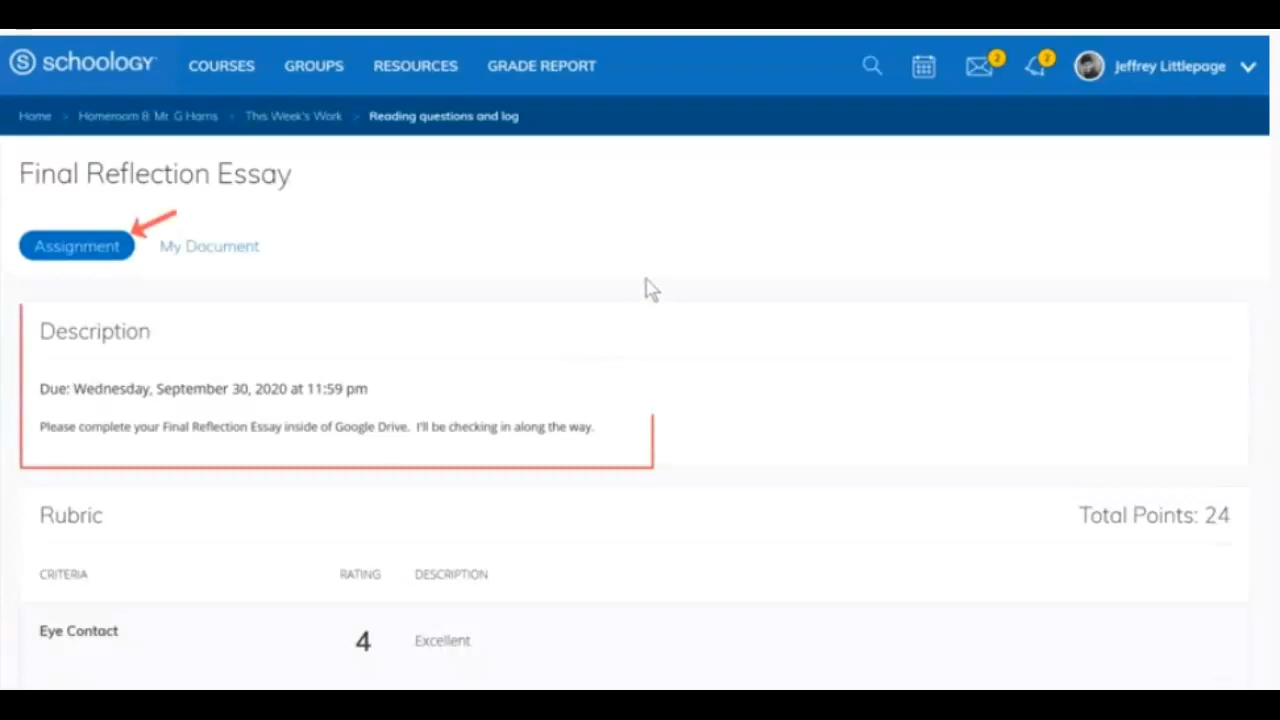 schoology COURSES GROUPS RESOURCES GRADE REPORT 2 2 Jeffrey Littlepage
Home Homeroom 8: Mr. G Harris This Week's Work Reading questions and log
Final Reflection Essay
Assignment My Document
Description
Due: Wednesday, September 30, 2020 at 11:59 pm
Please complete your Final Reflection Essay inside of Google Drive. I'll be checking in along the way.
Rubric Total Points: 24
CRITERIA RATING DESCRIPTION
Eye Contact 4 Excellent